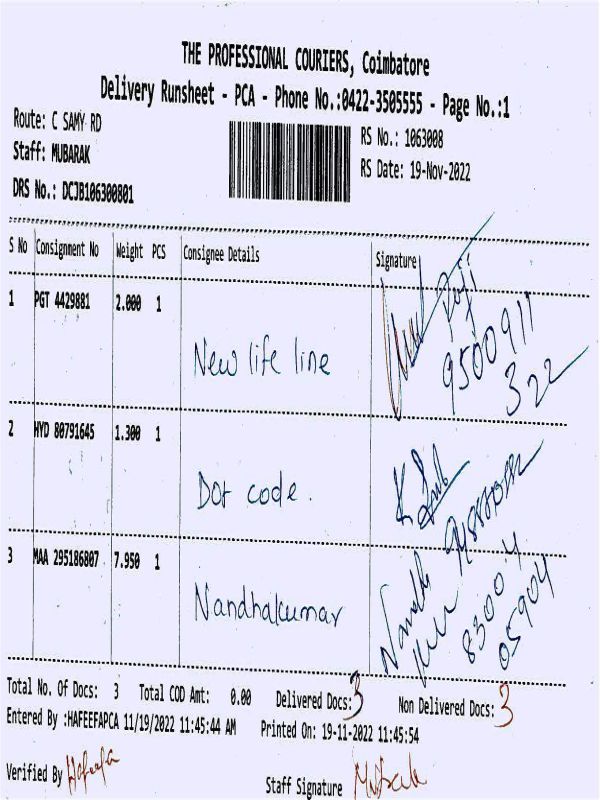 THE PROFESSIONAL COURIERS, Coimbatore
Delivery Runsheet - PCA - Phone No.:0422-3505555 - Page No.:1
Route: C SAMY RD
Staff: MUBARAK
DRS No.: DCJB106300801
RS No.: 1063008
RS Date: 19-Nov-2022
S No Consignment No Weight PCS Consignee Details Signature
1 PGT 4429881 2.000 1
New life line
Raji
9500911
322
2 HYD 80791645 1.300 1
Dot code.
3 MAA 295186807 7.950 1
Nandhakumar
83004
05904
Total No. Of Docs: 3 Total COD Amt: 0.00 Delivered Docs: 3 Non Delivered Docs: 3
Entered By :HAFEEFAPCA 11/19/2022 11:45:44 AM Printed On: 19-11-2022 11:45:54
Verified By Hafeefa
Staff Signature Mubarak